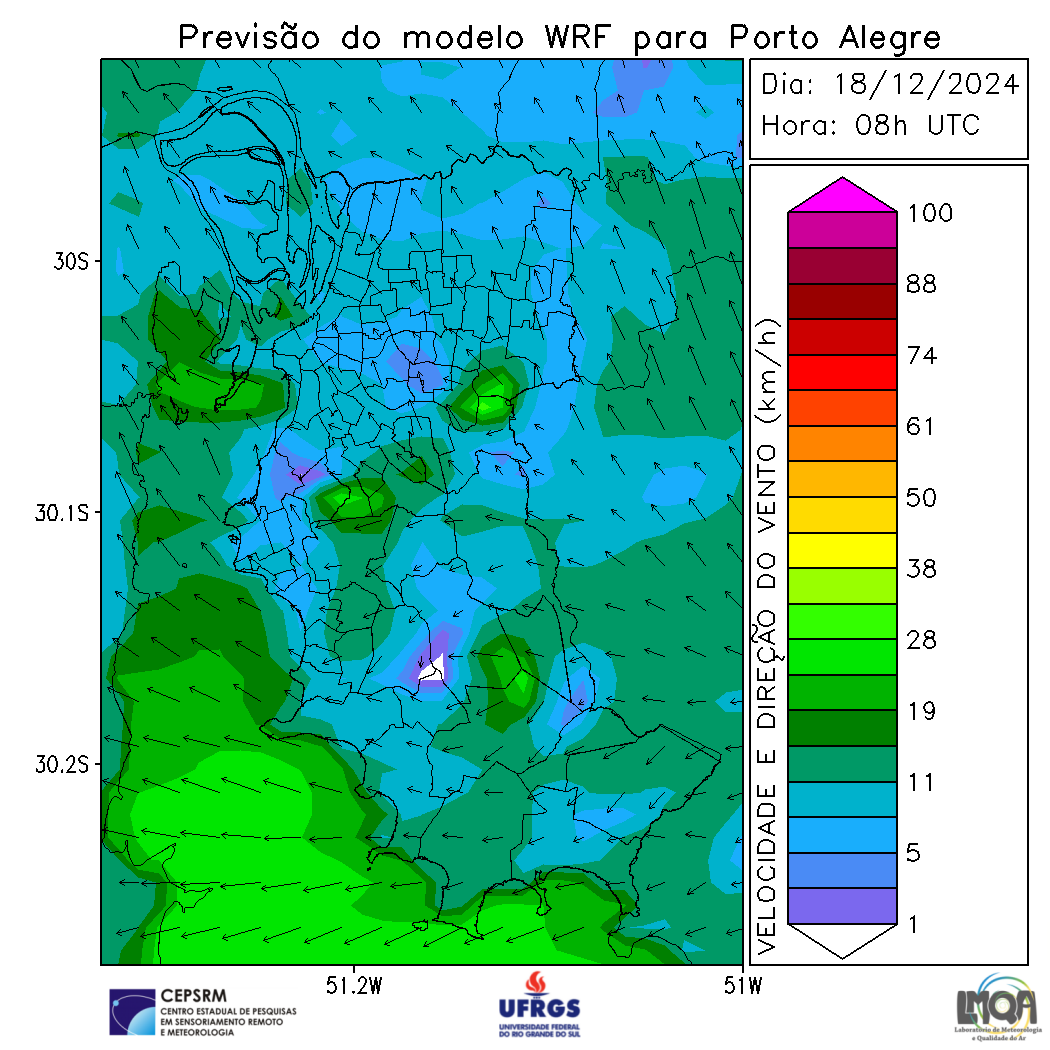 Previsão do modelo WRF para Porto Alegre
Dia: 18/12/2024
Hora: 08h UTC
30S
30.1S
30.2S
51.2W
51W
VELOCIDADE E DIREÇÃO DO VENTO (km/h)
100
88
74
61
50
38
28
19
11
5
1
CEPSRM
CENTRO ESTADUAL DE PESQUISAS
EM SENSORIAMENTO REMOTO
E METEOROLOGIA
UFRGS
UNIVERSIDADE FEDERAL
DO RIO GRANDE DO SUL
LMQA
Laboratório de Meteorologia
e Qualidade do Ar